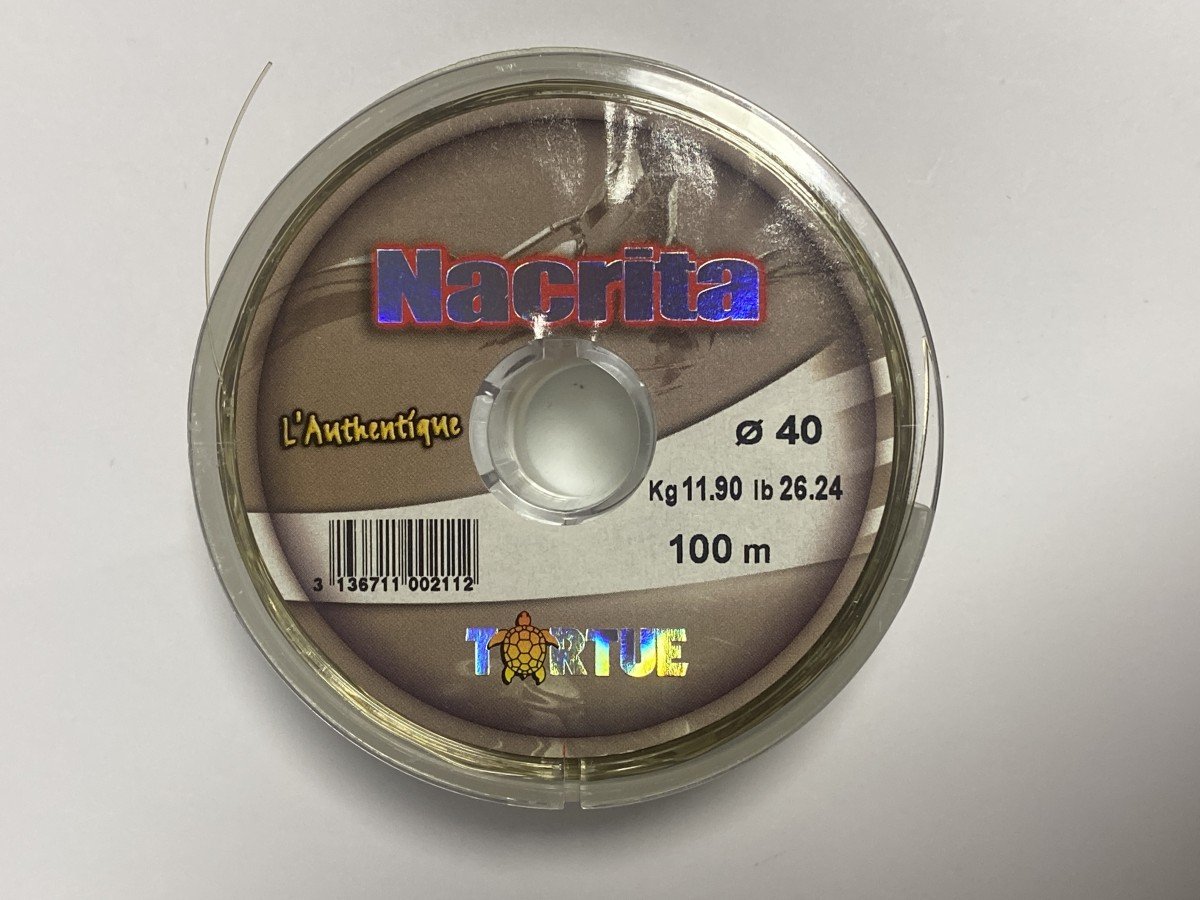 Nacrita
L'Authentique
ø 40
Kg 11.90 lb 26.24
100 m
3 136711 002112
TORTUE